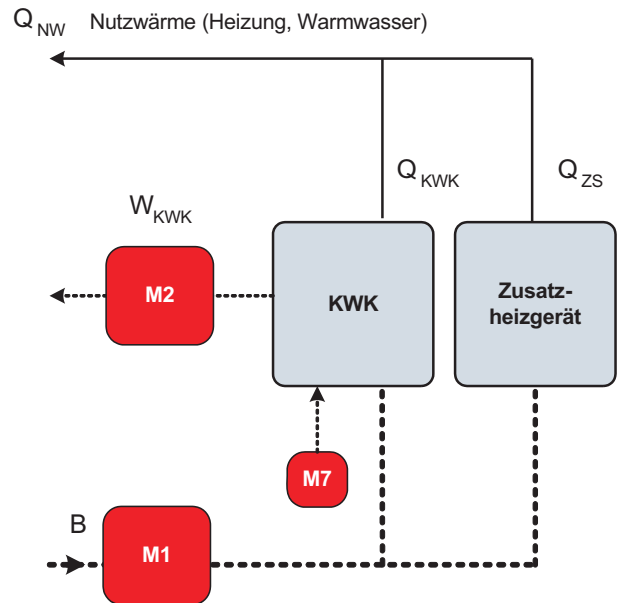 Q NW Nutzwärme (Heizung, Warmwasser)
Q KWK
Q ZS
W KWK
M2
KWK
Zusatz-
heizgerät
M7
B
M1